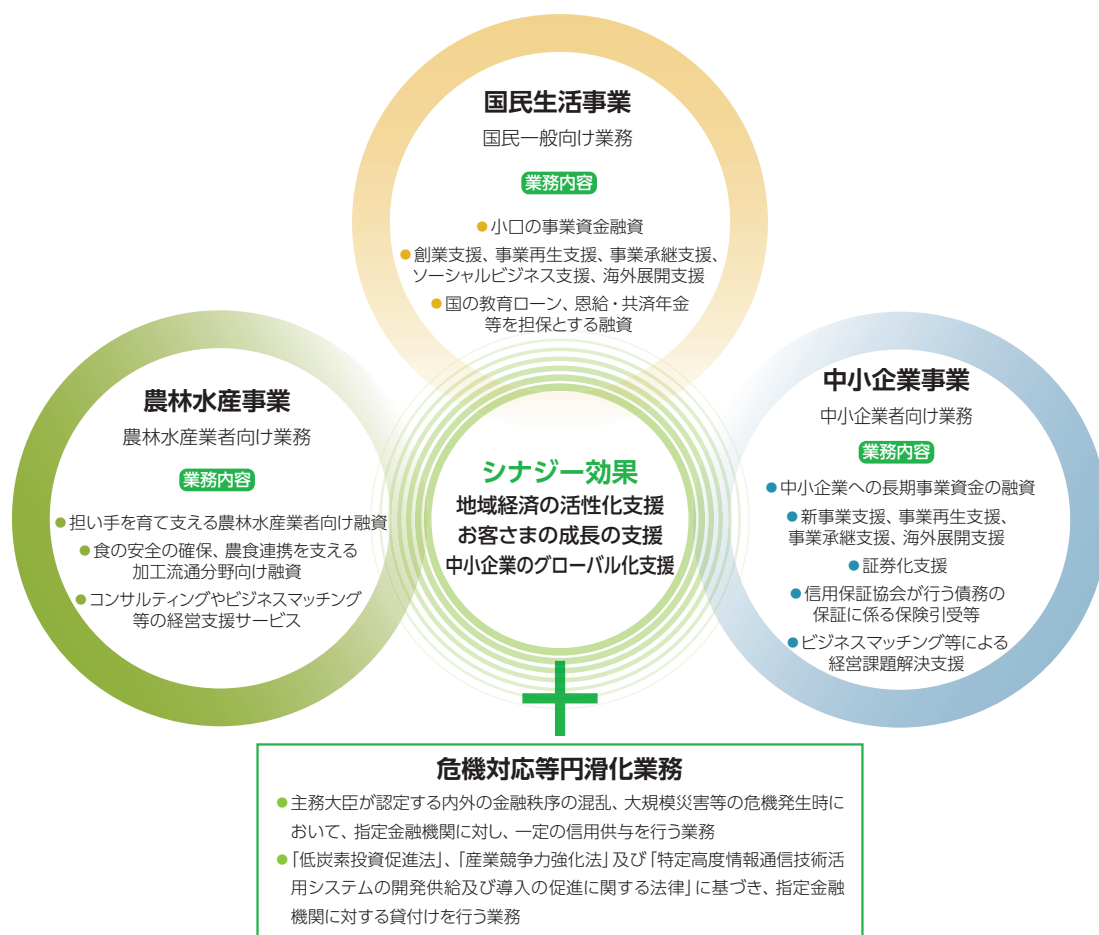 国民生活事業
国民一般向け業務
業務内容
●小口の事業資金融資
●創業支援、事業再生支援、事業承継支援、
ソーシャルビジネス支援、海外展開支援
●国の教育ローン、恩給・共済年金
等を担保とする融資
農林水産事業
農林水産業者向け業務
業務内容
●担い手を育て支える農林水産業者向け融資
●食の安全の確保、農食連携を支える
加工流通分野向け融資
●コンサルティングやビジネスマッチング
等の経営支援サービス
シナジー効果
地域経済の活性化支援
お客さまの成長の支援
中小企業のグローバル化支援
中小企業事業
中小企業者向け業務
業務内容
●中小企業への長期事業資金の融資
●新事業支援、事業再生支援、
事業承継支援、海外展開支援
●証券化支援
●信用保証協会が行う債務の
保証に係る保険引受等
●ビジネスマッチング等による
経営課題解決支援
危機対応等円滑化業務
●主務大臣が認定する内外の金融秩序の混乱、大規模災害等の危機発生時に
おいて、指定金融機関に対し、一定の信用供与を行う業務
●「低炭素投資促進法」、「産業競争力強化法」及び「特定高度情報通信技術活
用システムの開発供給及び導入の促進に関する法律」に基づき、指定金融
機関に対する貸付けを行う業務